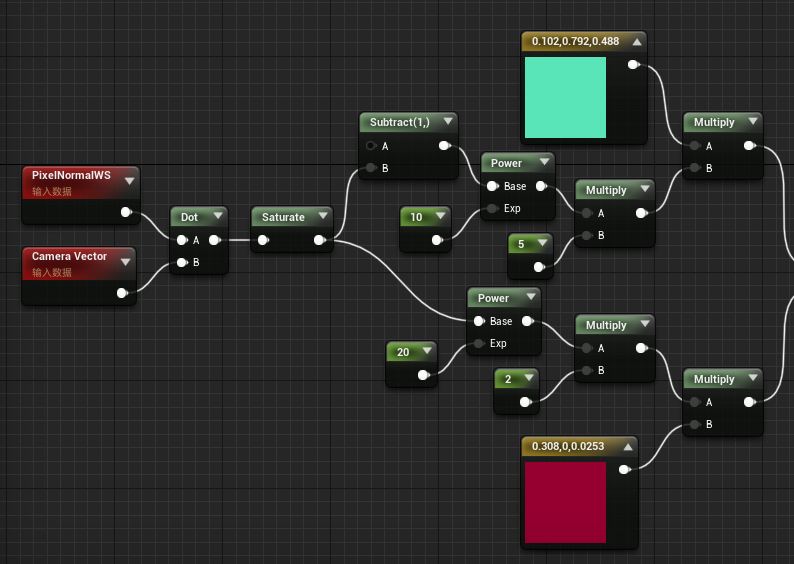 0.102,0.792,0.488
Subtract(1,)
A
B
Multiply
A
B
PixelNormalWS
输入数据
Power
Base
Exp
Multiply
A
B
Dot
A
B
Saturate
10
5
Camera Vector
输入数据
Power
Base
Exp
Multiply
A
B
20
2
Multiply
A
B
0.308,0,0.0253